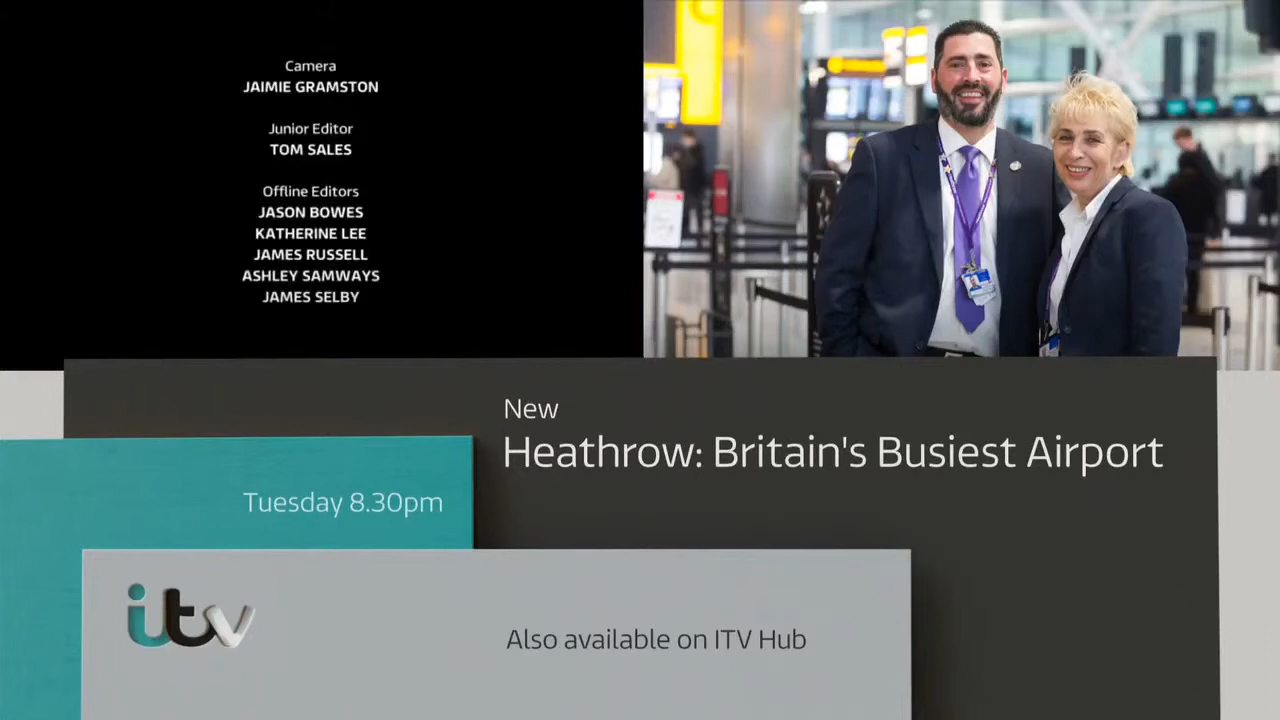 Camera
JAIMIE GRAMSTON
Junior Editor
TOM SALES
Offline Editors
JASON BOWES
KATHERINE LEE
JAMES RUSSELL
ASHLEY SAMWAYS
JAMES SELBY
New
Heathrow: Britain's Busiest Airport
Tuesday 8.30pm
itv
Also available on ITV Hub